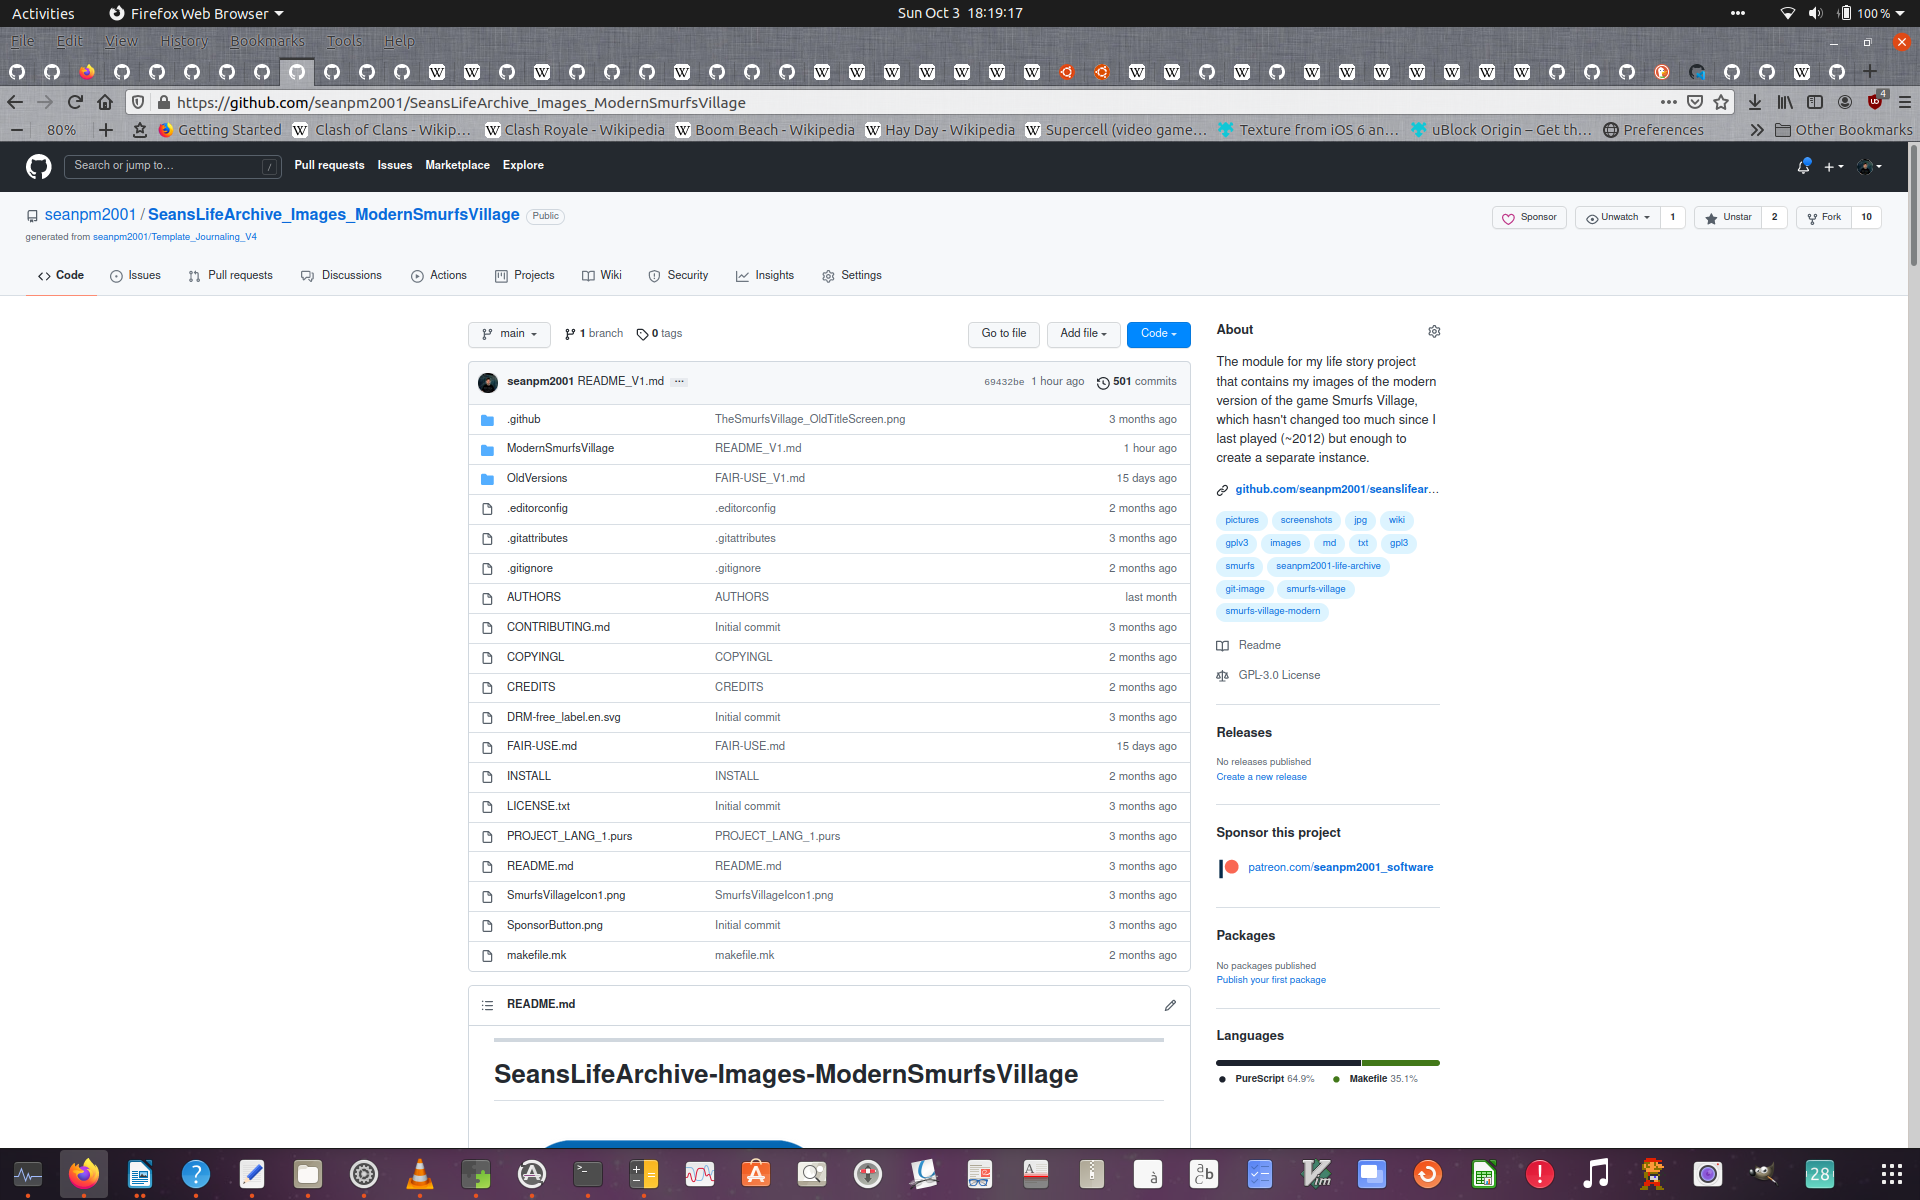 Activities
Firefox Web Browser
Sun Oct 3 18:19:17
100 %
File Edit View History Bookmarks Tools Help
https://github.com/seanpm2001/SeansLifeArchive_Images_ModernSmurfsVillage
4
80%
Getting Started
Clash of Clans - Wikip…
Clash Royale - Wikipedia
Boom Beach - Wikipedia
Hay Day - Wikipedia
Supercell (video game…
Texture from iOS 6 an…
uBlock Origin – Get th…
Preferences
Other Bookmarks
Search or jump to…
/
Pull requests Issues Marketplace Explore
seanpm2001 / SeansLifeArchive_Images_ModernSmurfsVillage Public
Sponsor
Unwatch 1
Unstar 2
Fork 10
generated from seanpm2001/Template_Journaling_V4
Code Issues Pull requests Discussions Actions Projects Wiki Security Insights Settings
main
1 branch
0 tags
Go to file
Add file
Code
seanpm2001 README_V1.md ... 69432be 1 hour ago 501 commits
.github TheSmurfsVillage_OldTitleScreen.png 3 months ago
ModernSmurfsVillage README_V1.md 1 hour ago
OldVersions FAIR-USE_V1.md 15 days ago
.editorconfig .editorconfig 2 months ago
.gitattributes .gitattributes 3 months ago
.gitignore .gitignore 2 months ago
AUTHORS AUTHORS last month
CONTRIBUTING.md Initial commit 3 months ago
COPYINGL COPYINGL 2 months ago
CREDITS CREDITS 2 months ago
DRM-free_label.en.svg Initial commit 3 months ago
FAIR-USE.md FAIR-USE.md 15 days ago
INSTALL INSTALL 2 months ago
LICENSE.txt Initial commit 3 months ago
PROJECT_LANG_1.purs PROJECT_LANG_1.purs 3 months ago
README.md README.md 3 months ago
SmurfsVillageIcon1.png SmurfsVillageIcon1.png 3 months ago
SponsorButton.png Initial commit 3 months ago
makefile.mk makefile.mk 2 months ago
README.md
SeansLifeArchive-Images-ModernSmurfsVillage
About
The module for my life story project
that contains my images of the modern
version of the game Smurfs Village,
which hasn't changed too much since I
last played (~2012) but enough to
create a separate instance.
github.com/seanpm2001/seanslifear…
pictures screenshots jpg wiki
gplv3 images md txt gpl3
smurfs seanpm2001-life-archive
git-image smurfs-village
smurfs-village-modern
Readme
GPL-3.0 License
Releases
No releases published
Create a new release
Sponsor this project
patreon.com/seanpm2001_software
Packages
No packages published
Publish your first package
Languages
PureScript 64.9% Makefile 35.1%
28